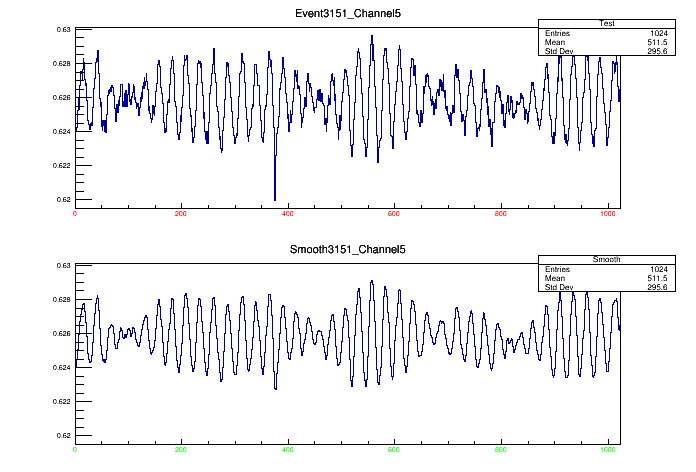 Event3151_Channel5
Test
Entries 1024
Mean 511.5
Std Dev 295.6
0.63
0.628
0.626
0.624
0.622
0.62
0 200 400 600 800 1000
Smooth3151_Channel5
Smooth
Entries 1024
Mean 511.5
Std Dev 295.6
0.63
0.628
0.626
0.624
0.622
0.62
0 200 400 600 800 1000